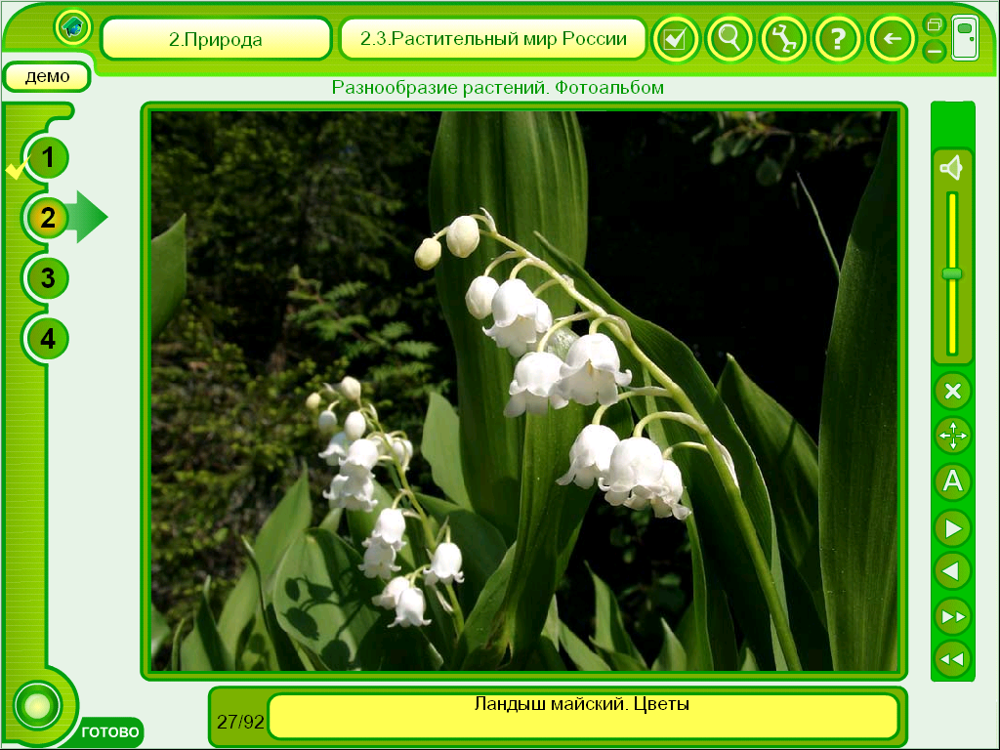 2.Природа
2.3.Растительный мир России
?
демо
Разнообразие растений. Фотоальбом
1
2
3
4
A
Ландыш майский. Цветы
27/92
ГОТОВО